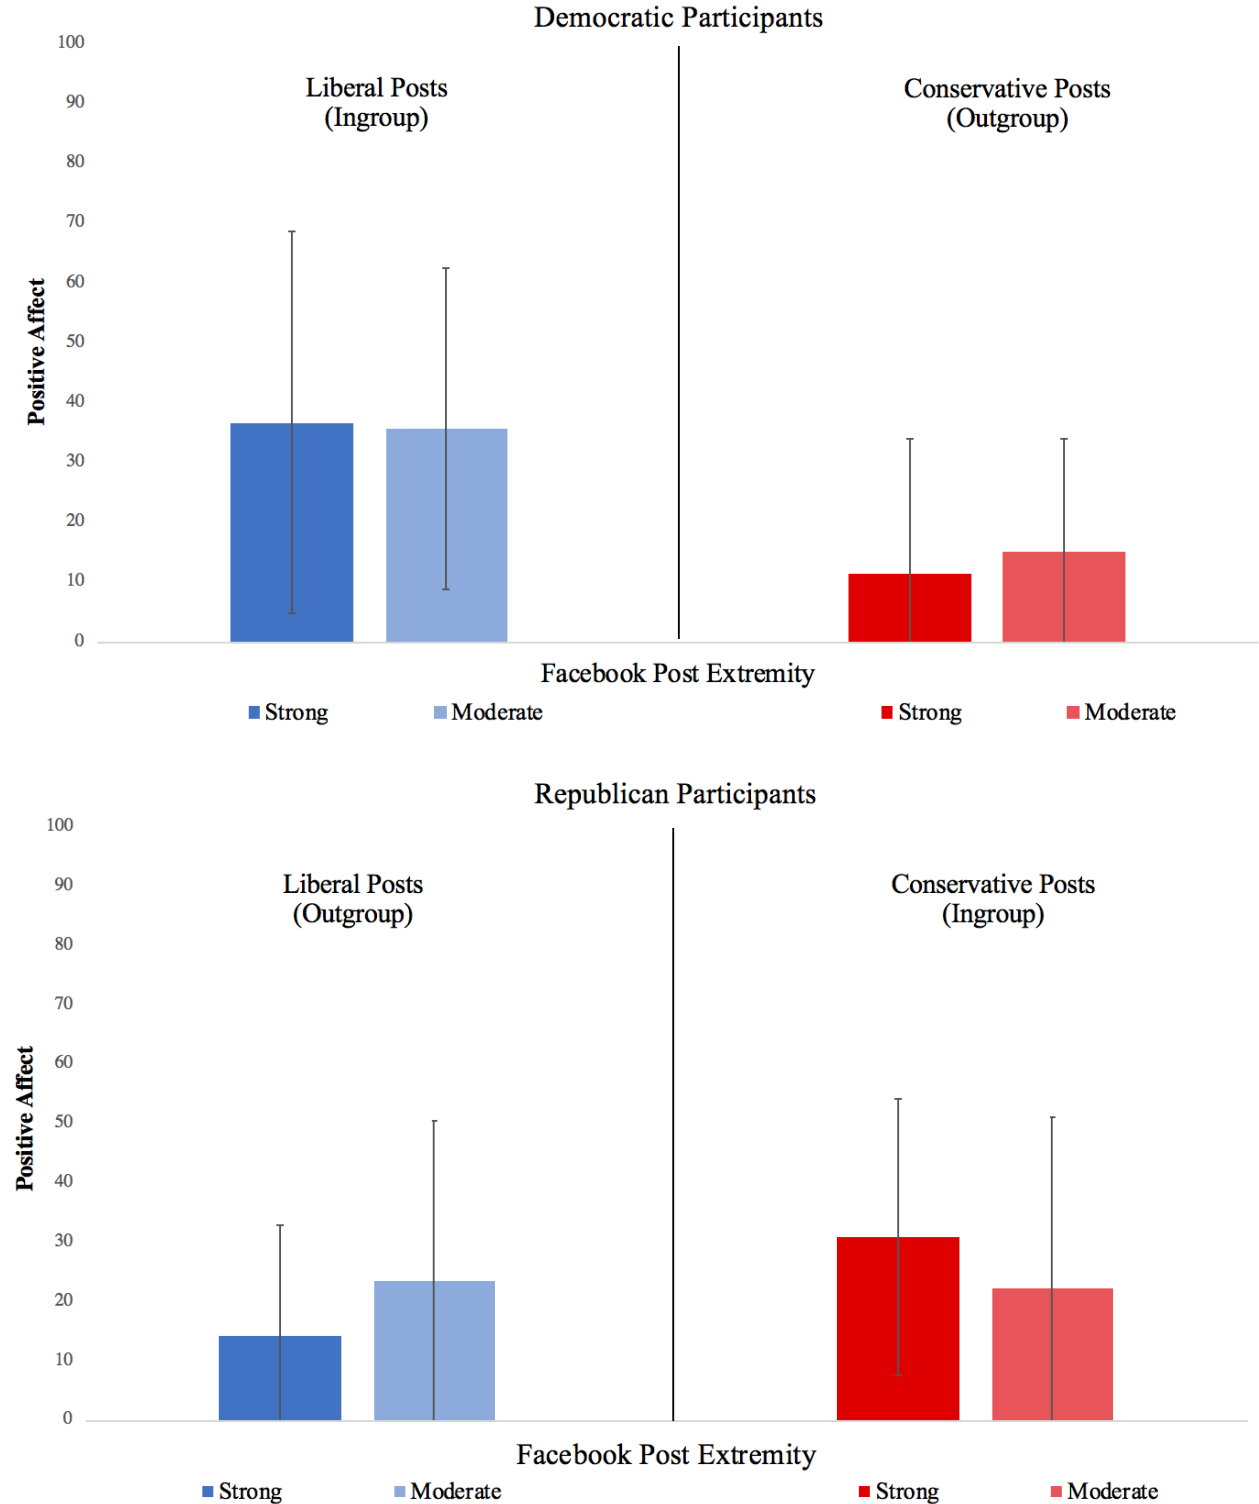 Democratic Participants
100
90
80
70
60
50
40
30
20
10
0
Positive Affect
Liberal Posts
(Ingroup)
Conservative Posts
(Outgroup)
Facebook Post Extremity
Strong
Moderate
Strong
Moderate
Republican Participants
100
90
80
70
60
50
40
30
20
10
0
Positive Affect
Liberal Posts
(Outgroup)
Conservative Posts
(Ingroup)
Facebook Post Extremity
Strong
Moderate
Strong
Moderate